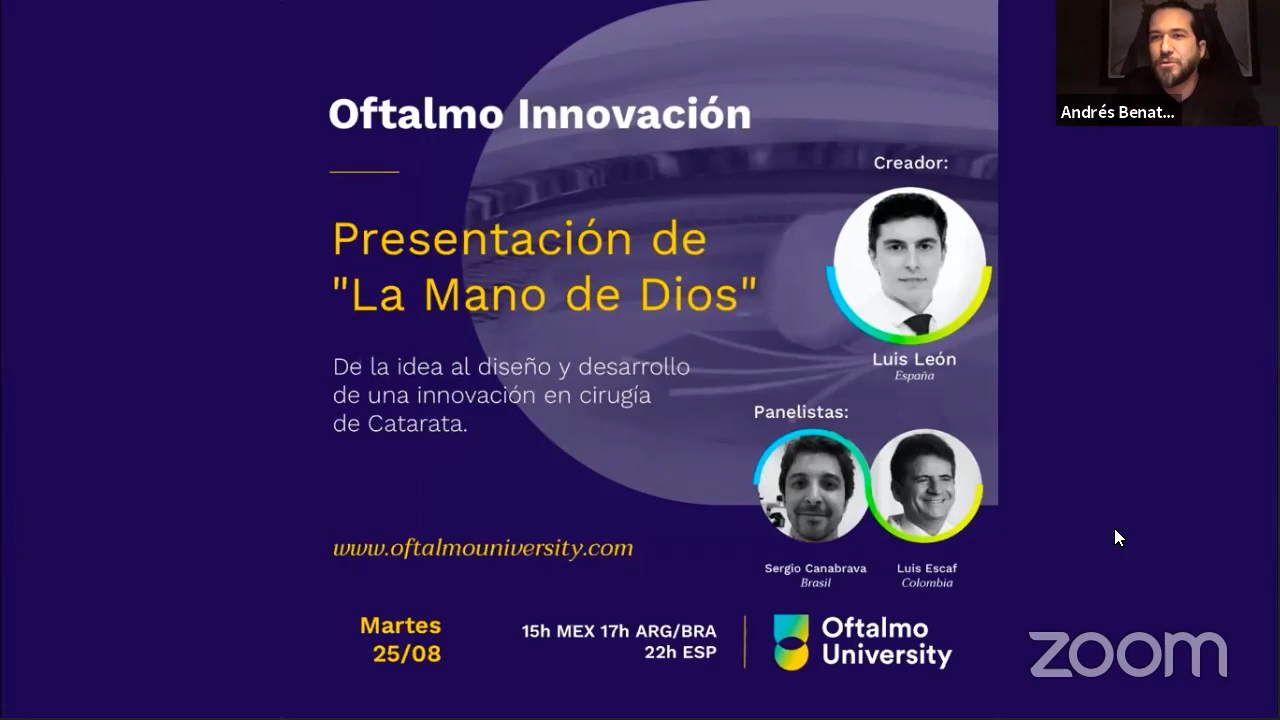 Oftalmo Innovación
Andrés Benat...
Creador:
Presentación de
"La Mano de Dios"
Luis León
España
De la idea al diseño y desarrollo
de una innovación en cirugía
de Catarata.
Panelistas:
Sergio Canabrava
Brasil
Luis Escaf
Colombia
www.oftalmouniversity.com
Martes
25/08
15h MEX 17h ARG/BRA
22h ESP
Oftalmo
University
zoom